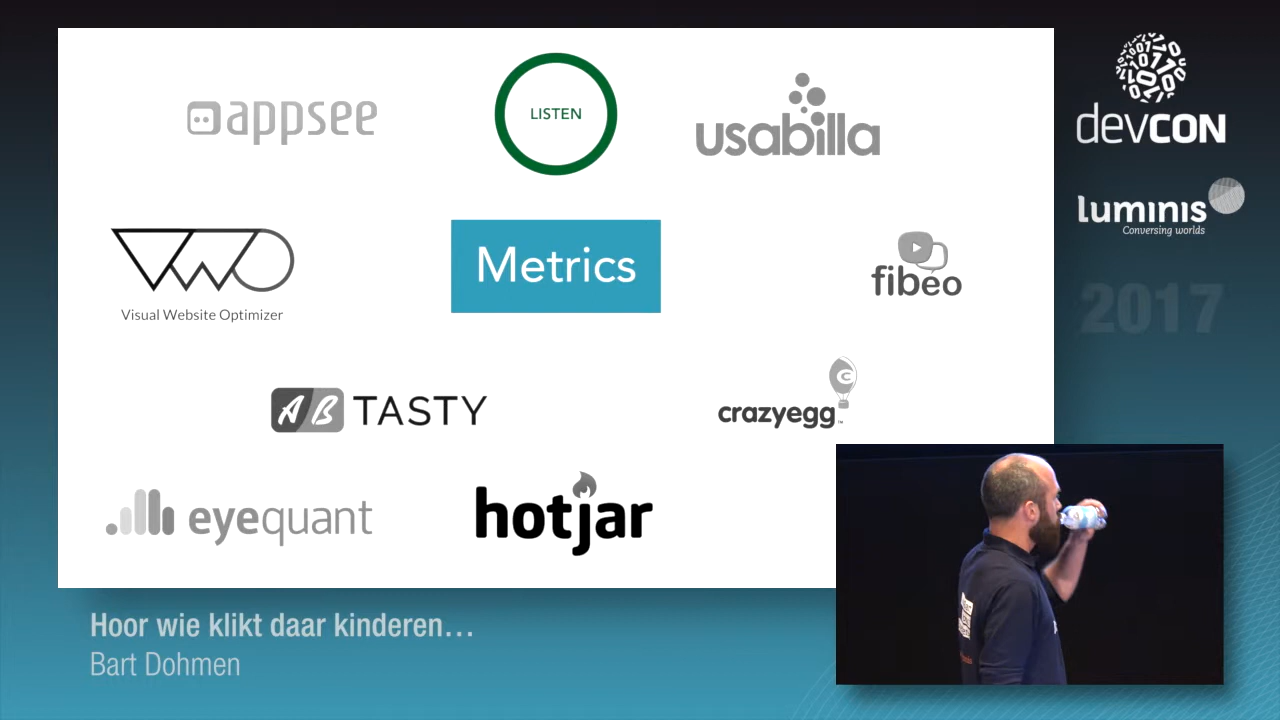 appsee
LISTEN
usabilla
VWO
Visual Website Optimizer
Metrics
fibeo
AB TASTY
crazyegg
eyequant
hotjar
devCON
luminis
Conversing worlds
2017
Hoor wie klikt daar kinderen...
Bart Dohmen